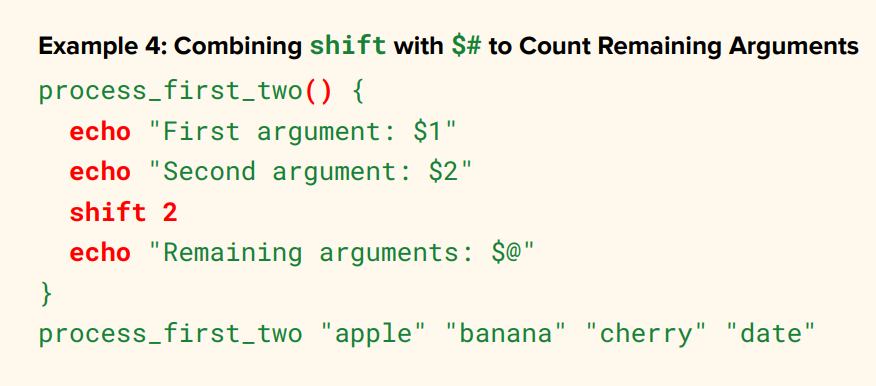 Example 4: Combining shift with $# to Count Remaining Arguments
process_first_two() {
  echo "First argument: $1"
  echo "Second argument: $2"
  shift 2
  echo "Remaining arguments: $@"
}
process_first_two "apple" "banana" "cherry" "date"